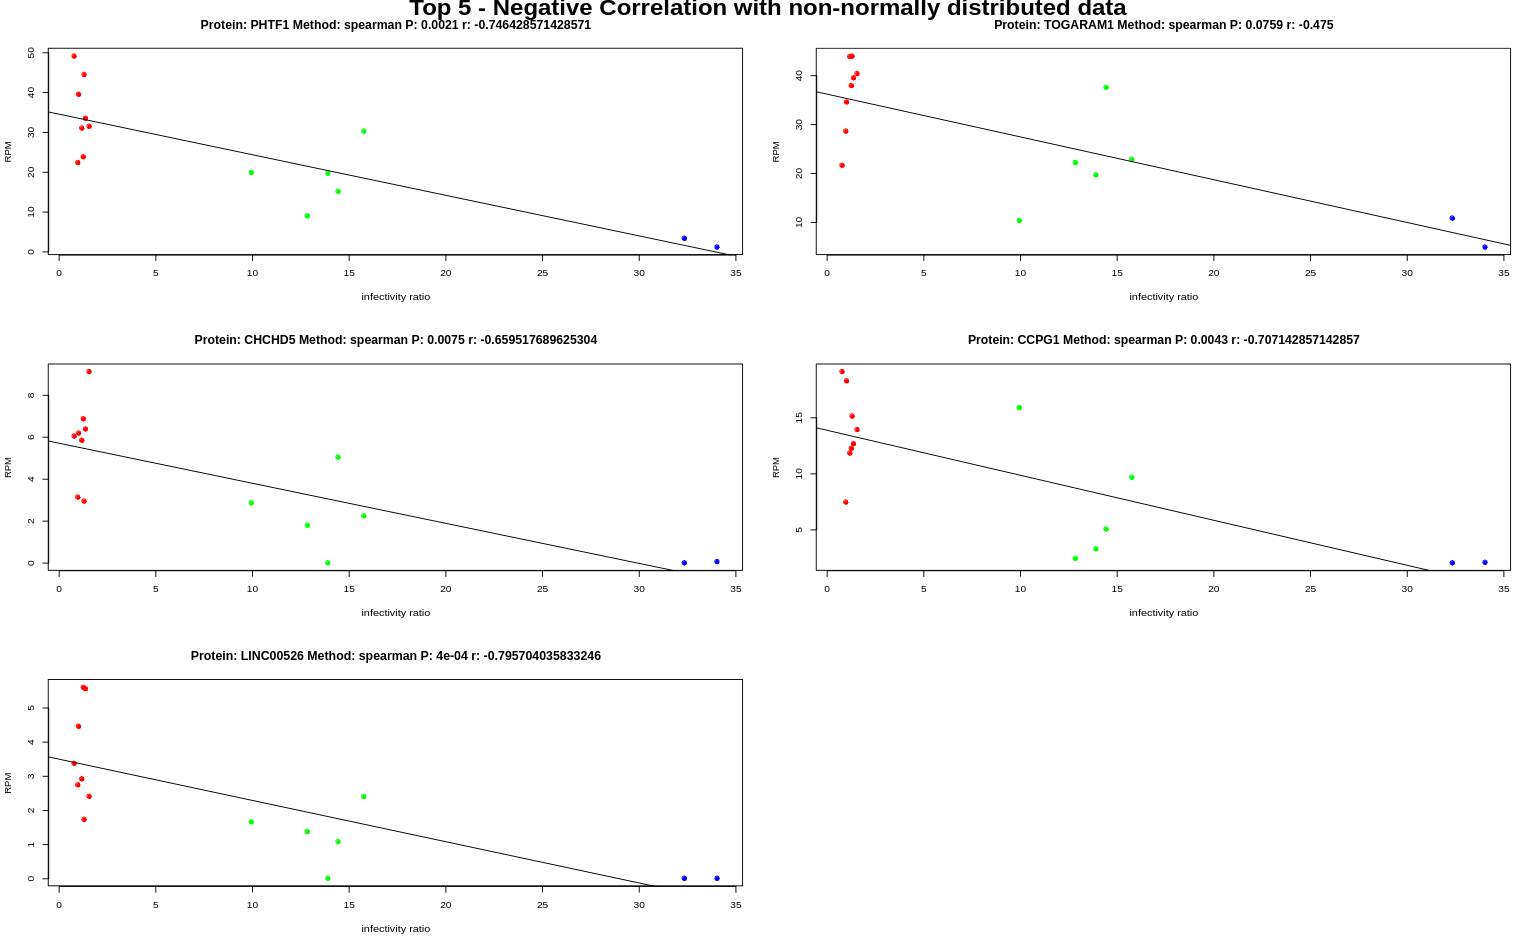 Top 5 - Negative Correlation with non-normally distributed data
Protein: PHTF1 Method: spearman P: 0.0021 r: -0.746428571428571
RPM
50
40
30
20
10
0
0 5 10 15 20 25 30 35
infectivity ratio
Protein: TOGARAM1 Method: spearman P: 0.0759 r: -0.475
RPM
40
30
20
10
0 5 10 15 20 25 30 35
infectivity ratio
Protein: CHCHD5 Method: spearman P: 0.0075 r: -0.659517689625304
RPM
8
6
4
2
0
0 5 10 15 20 25 30 35
infectivity ratio
Protein: CCPG1 Method: spearman P: 0.0043 r: -0.707142857142857
RPM
15
10
5
0 5 10 15 20 25 30 35
infectivity ratio
Protein: LINC00526 Method: spearman P: 4e-04 r: -0.795704035833246
RPM
5
4
3
2
1
0
0 5 10 15 20 25 30 35
infectivity ratio